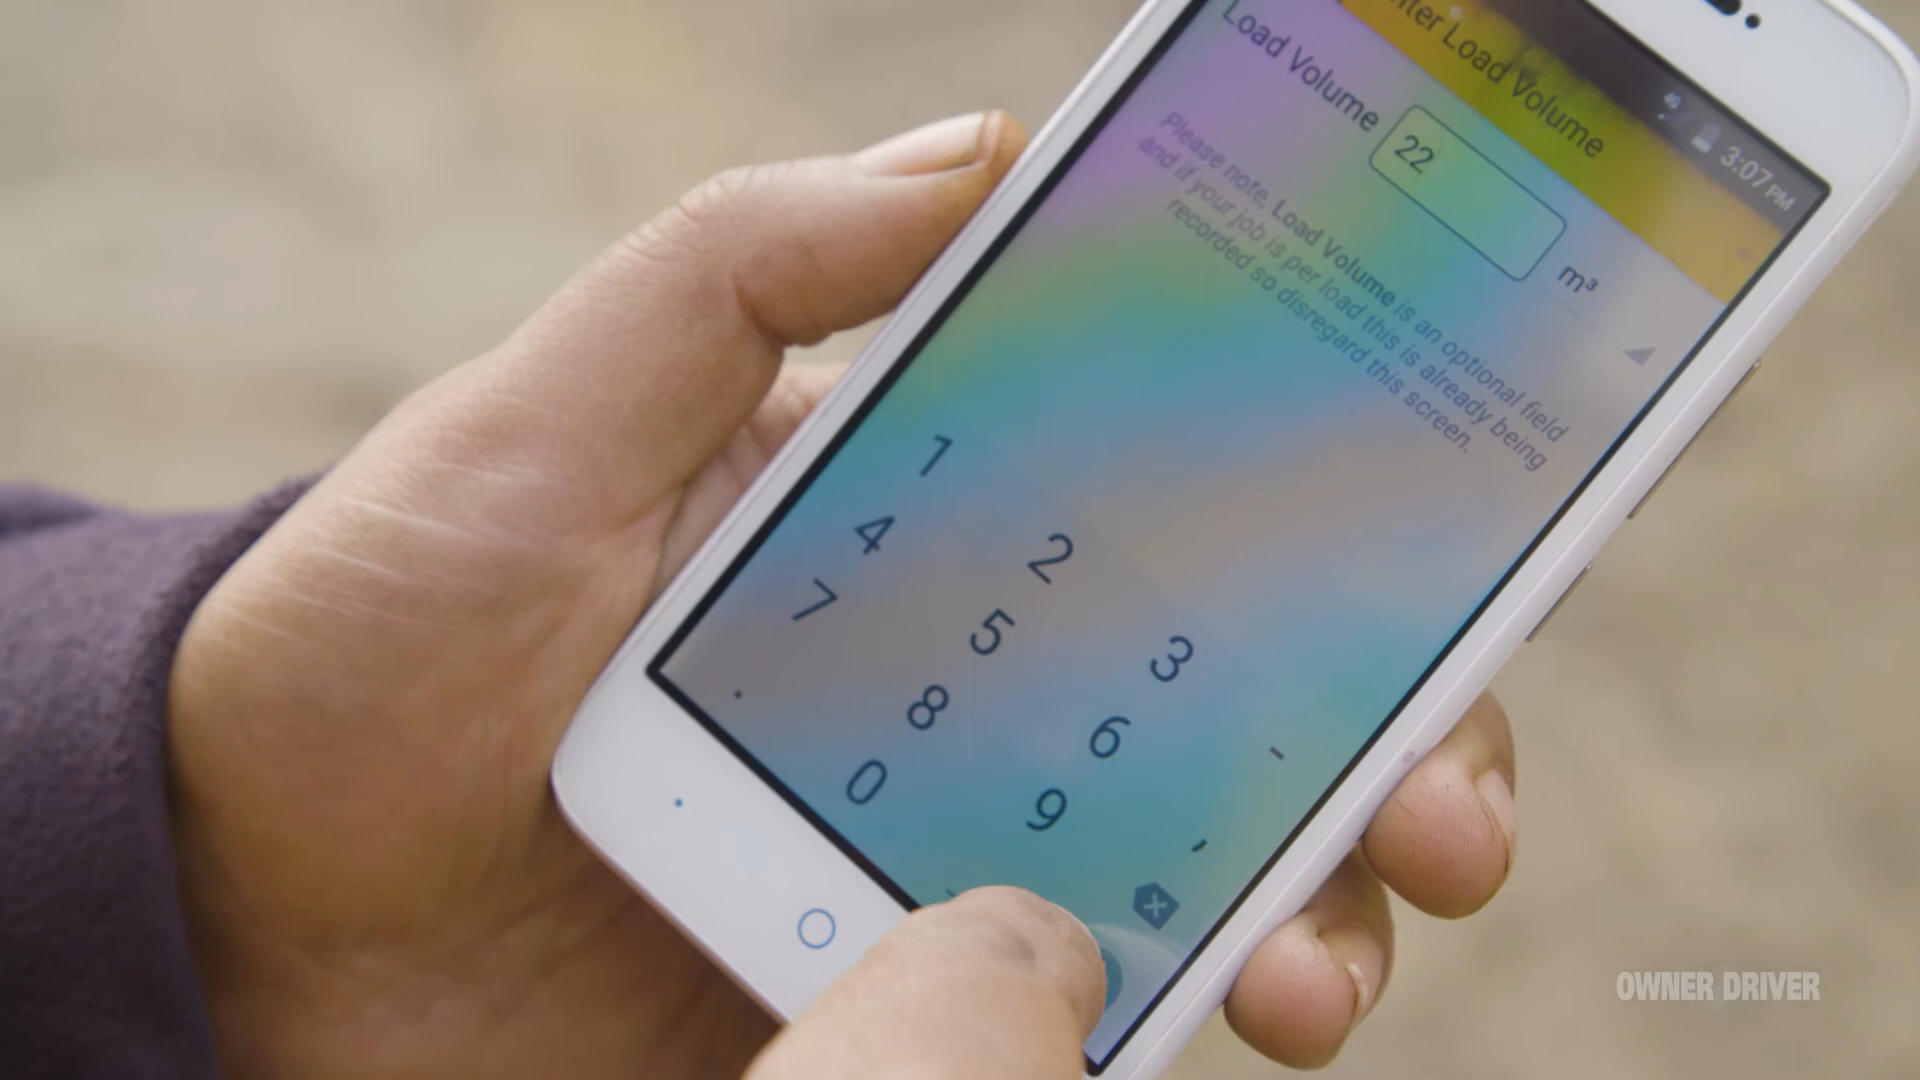 4G
3:07 PM
nter Load Volume
Load Volume 22 m³
Please note, Load Volume is an optional field
and if your job is per load this is already being
recorded so disregard this screen.
1 2 3 -
4 5 6 ,
7 8 9
. 0
OWNER DRIVER